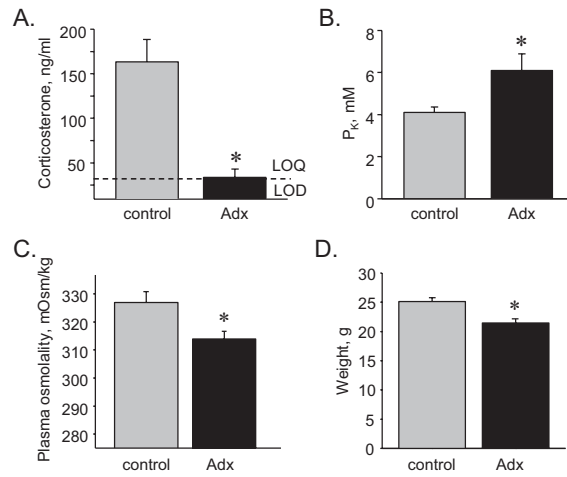 A.
Corticosterone, ng/ml
200
150
100
50
*
LOQ
LOD
control Adx
B.
P_K, mM
8
6
4
2
0
*
control Adx
C.
Plasma osmolality, mOsm/kg
330
320
310
300
280
275
*
control Adx
D.
Weight, g
30
25
20
15
10
5
0
*
control Adx